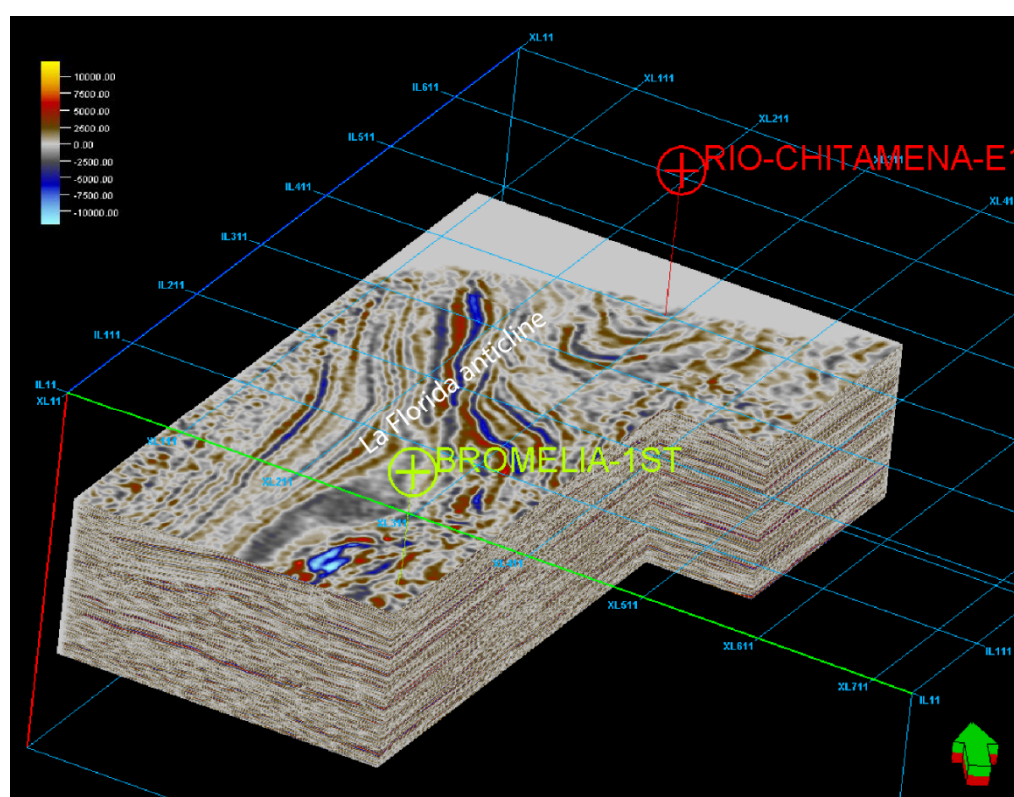 XL11
10000.00
7500.00
5000.00
2500.00
0.00
-2500.00
-5000.00
-7500.00
-10000.00
IL611
XL111
XL211
IL511
RIO-CHITAMENA-E1
IL411
XL41
IL311
IL211
IL111
La Florida anticline
IL11
XL11
BROMELIA-1ST
XL211
XL511
XL611
IL111
XL711
IL11